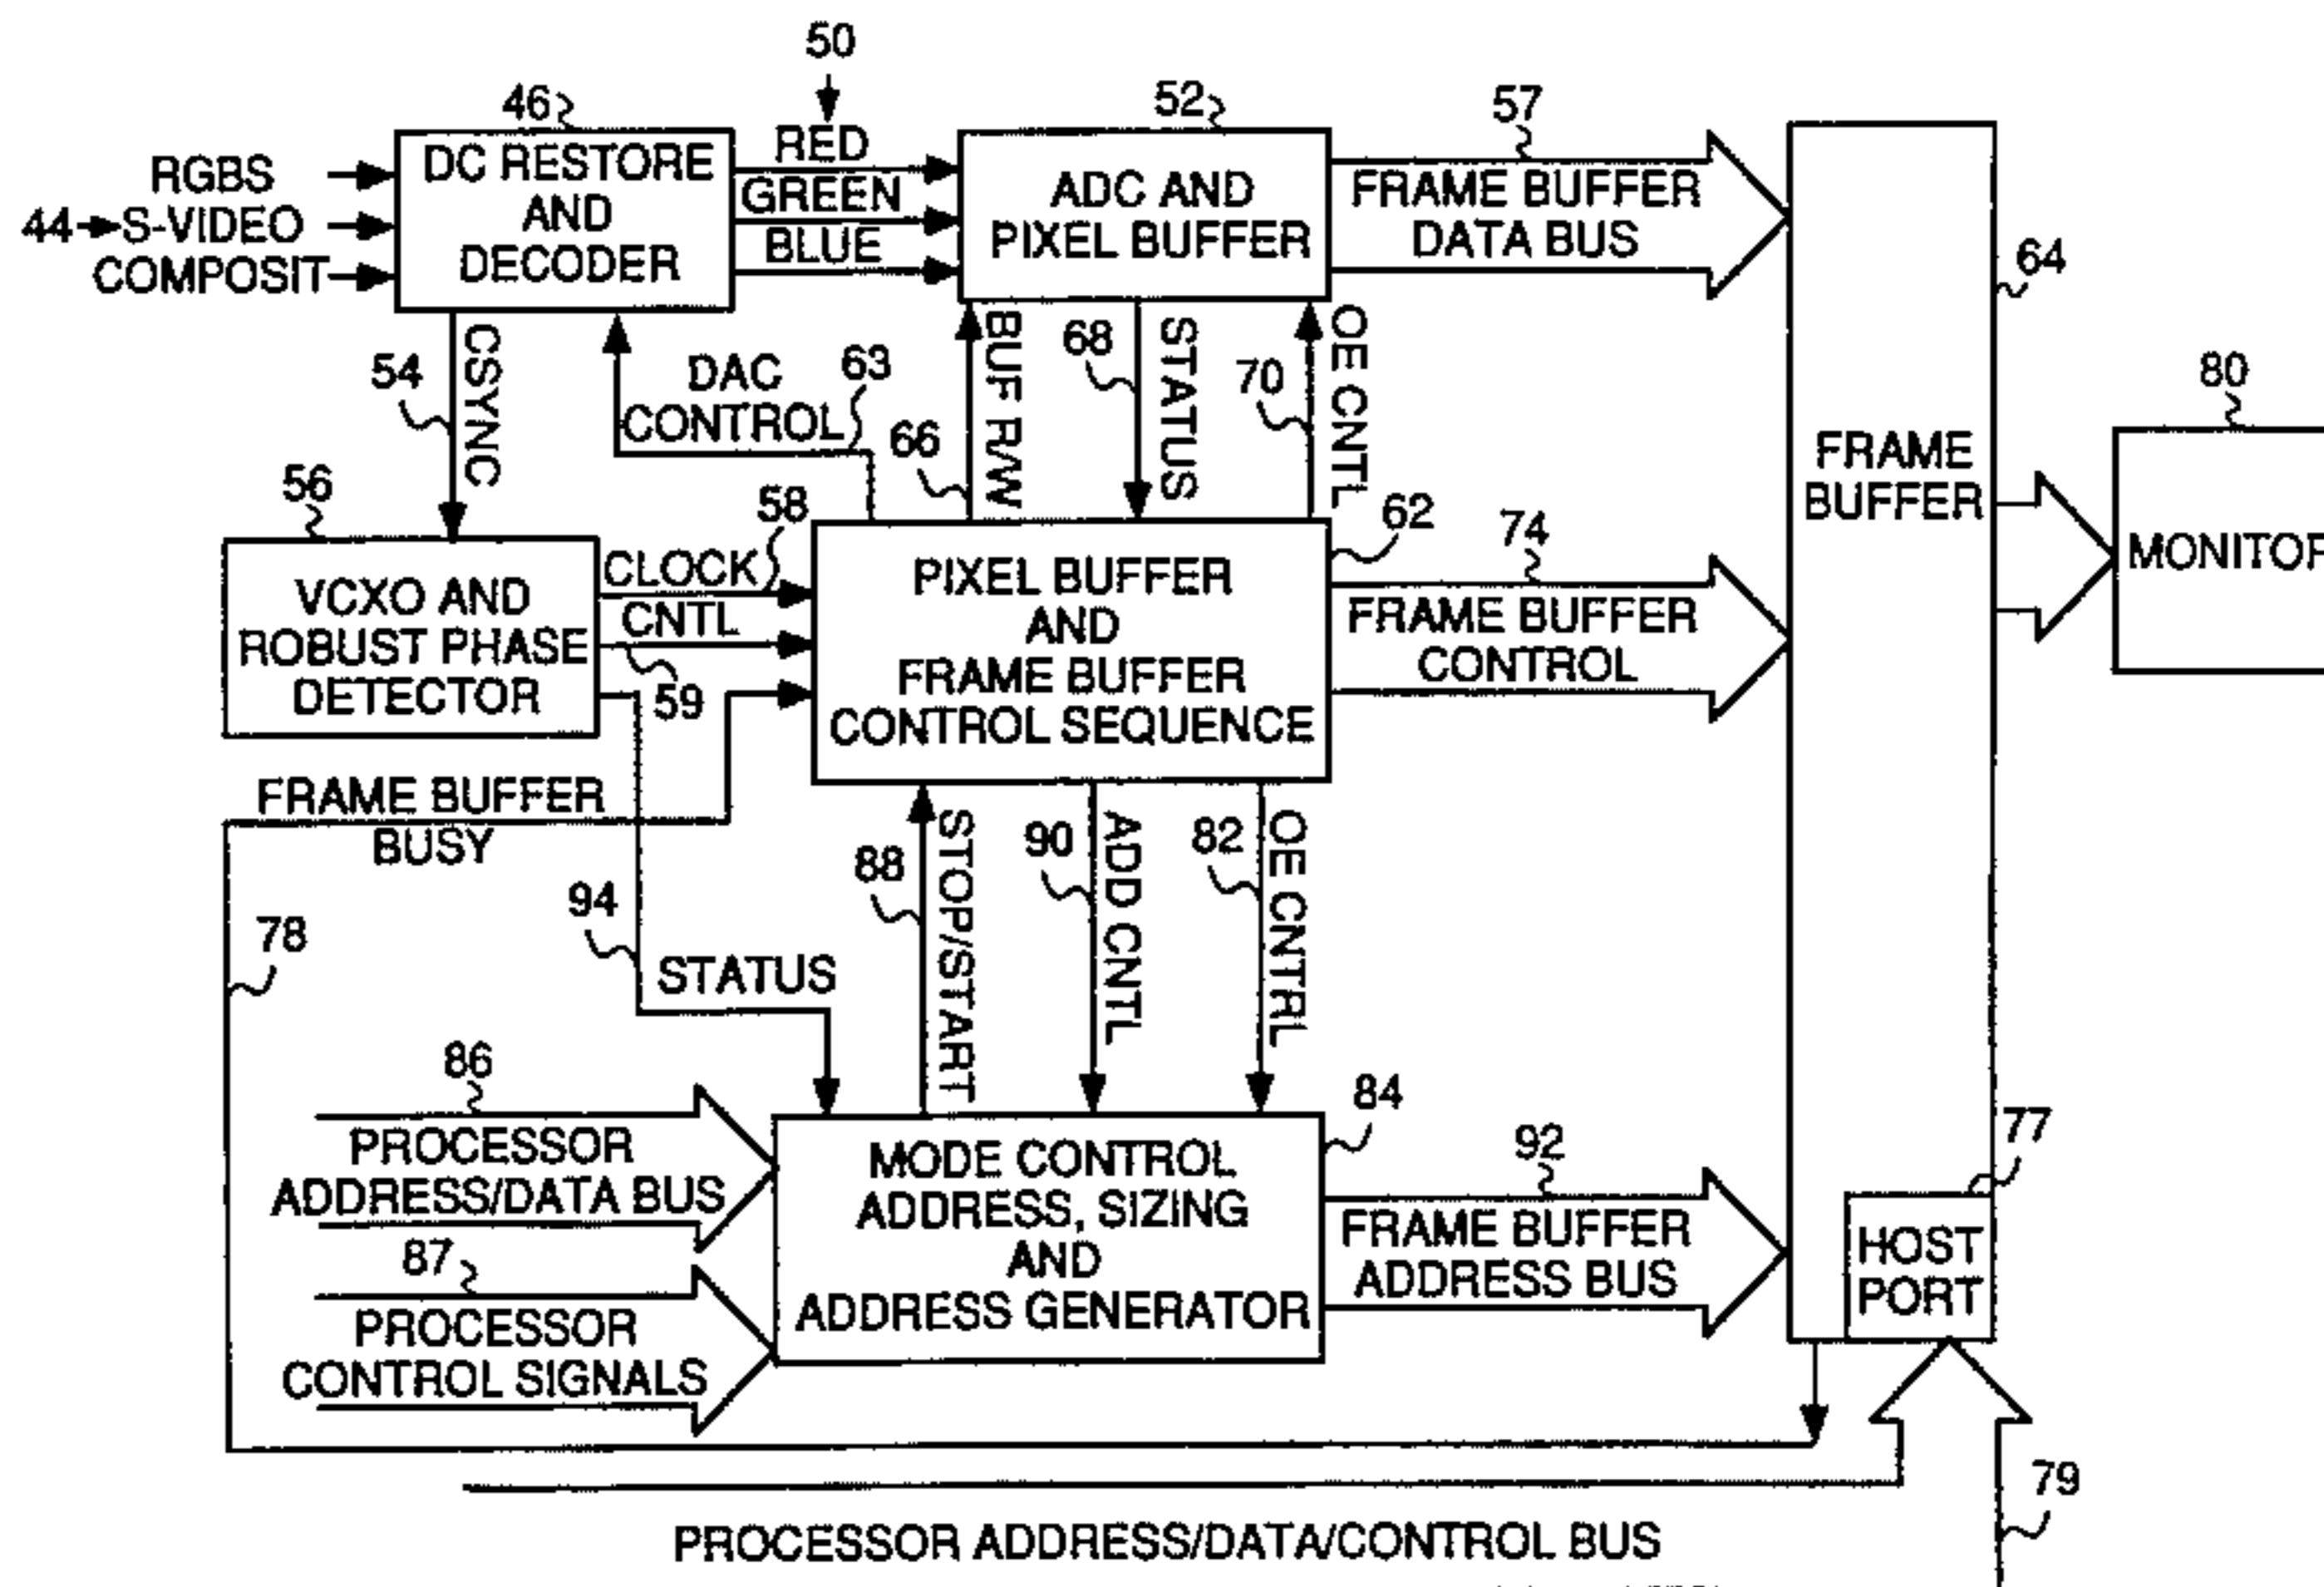 50
46
52
57
RGBS
44 S-VIDEO
COMPOSIT
DC RESTORE
AND
DECODER
RED
GREEN
BLUE
ADC AND
PIXEL BUFFER
FRAME BUFFER
DATA BUS
64
54
CSYNC
DAC
CONTROL
63
66
BUF R/W
68
STATUS
70
OE CNTL
80
FRAME
BUFFER
MONITOR
56
58
62
74
VCXO AND
ROBUST PHASE
DETECTOR
CLOCK
CNTL
59
PIXEL BUFFER
AND
FRAME BUFFER
CONTROL SEQUENCE
FRAME BUFFER
CONTROL
FRAME BUFFER
BUSY
78
94
STATUS
88
STOP/START
90
ADD CNTL
82
OE CNTRL
86
PROCESSOR
ADDRESS/DATA BUS
87
PROCESSOR
CONTROL SIGNALS
84
MODE CONTROL
ADDRESS, SIZING
AND
ADDRESS GENERATOR
92
FRAME BUFFER
ADDRESS BUS
77
HOST
PORT
79
PROCESSOR ADDRESS/DATA/CONTROL BUS